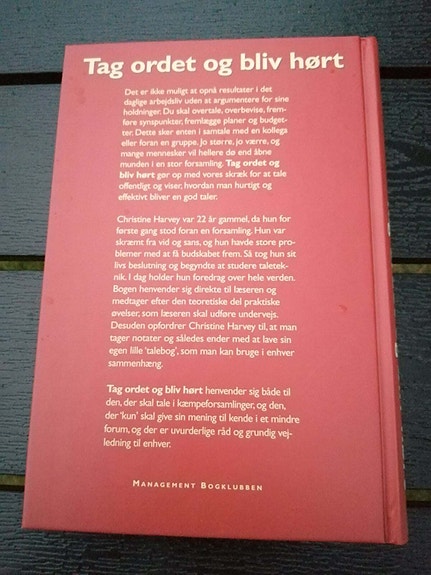 Tag ordet og bliv hørt
Det er ikke muligt at opnå resultater i det
daglige arbejdsliv uden at argumentere for sine
holdninger. Du skal overtale, overbevise, frem-
føre synspunkter, fremlægge planer og budget-
ter. Dette sker enten i samtale med en kollega
eller foran en gruppe. Jo større, jo værre, og
mange mennesker vil hellere dø end åbne
munden i en stor forsamling. Tag ordet og
bliv hørt gør op med vores skræk for at tale
offentligt og viser, hvordan man hurtigt og
effektivt bliver en god taler.
Christine Harvey var 22 år gammel, da hun for
første gang stod foran en forsamling. Hun var
skræmt fra vid og sans, og hun havde store pro-
blemer med at få budskabet frem. Så tog hun sit
livs beslutning og begyndte at studere taletek-
nik. I dag holder hun foredrag over hele verden.
Bogen henvender sig direkte til læseren og
medtager efter den teoretiske del praktiske
øvelser, som læseren skal udføre undervejs.
Desuden opfordrer Christine Harvey til, at man
tager notater og således ender med at lave sin
egen lille 'talebog', som man kan bruge i enhver
sammenhæng.
Tag ordet og bliv hørt henvender sig både til
den, der skal tale i kæmpeforsamlinger, og den,
der 'kun' skal give sin mening til kende i et mindre
forum, og der er uvurderlige råd og grundig vej-
ledning til enhver.
MANAGEMENT BOGKLUBBEN